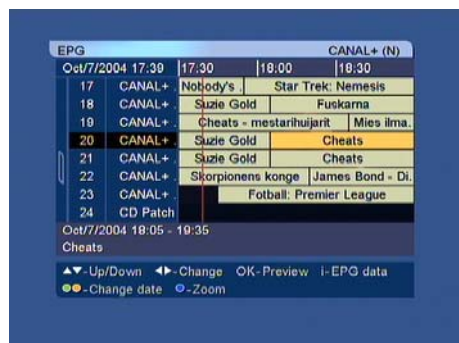 EPG CANAL+ (N)
Oct/7/2004 17:39 17:30 18:00 18:30
17 CANAL+ . Nobody's . Star Trek: Nemesis
18 CANAL+ . Suzie Gold Fuskarna
19 CANAL+ . Cheats - mestarihuijarit Mies ilma.
20 CANAL+ . Suzie Gold Cheats
21 CANAL+ . Suzie Gold Cheats
22 CANAL+ . Skorpionens konge James Bond - Di.
23 CANAL+ . Fotball: Premier League
24 CD Patch
Oct/7/2004 18:05 - 19:35
Cheats
▲▼-Up/Down ◄►-Change OK-Preview i-EPG data
-Change date -Zoom